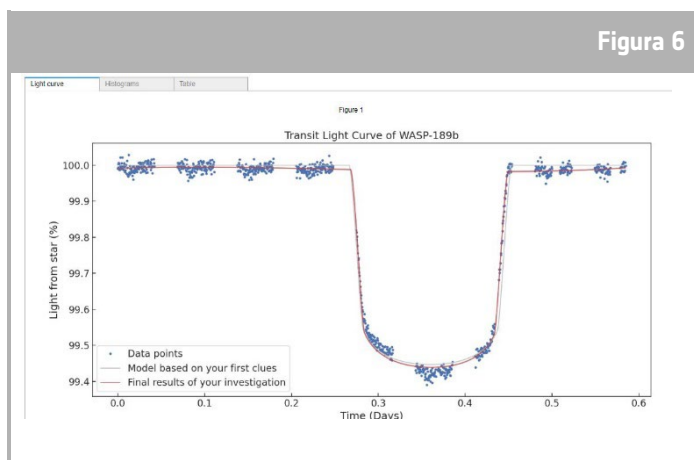 Figura 6
Light curve Histograms Table
Figure 1
Transit Light Curve of WASP-189b
100.0
99.9
99.8
99.7
99.6
99.5
99.4
Light from star (%)
Data points
Model based on your first clues
Final results of your investigation
0.0 0.1 0.2 0.3 0.4 0.5 0.6
Time (Days)